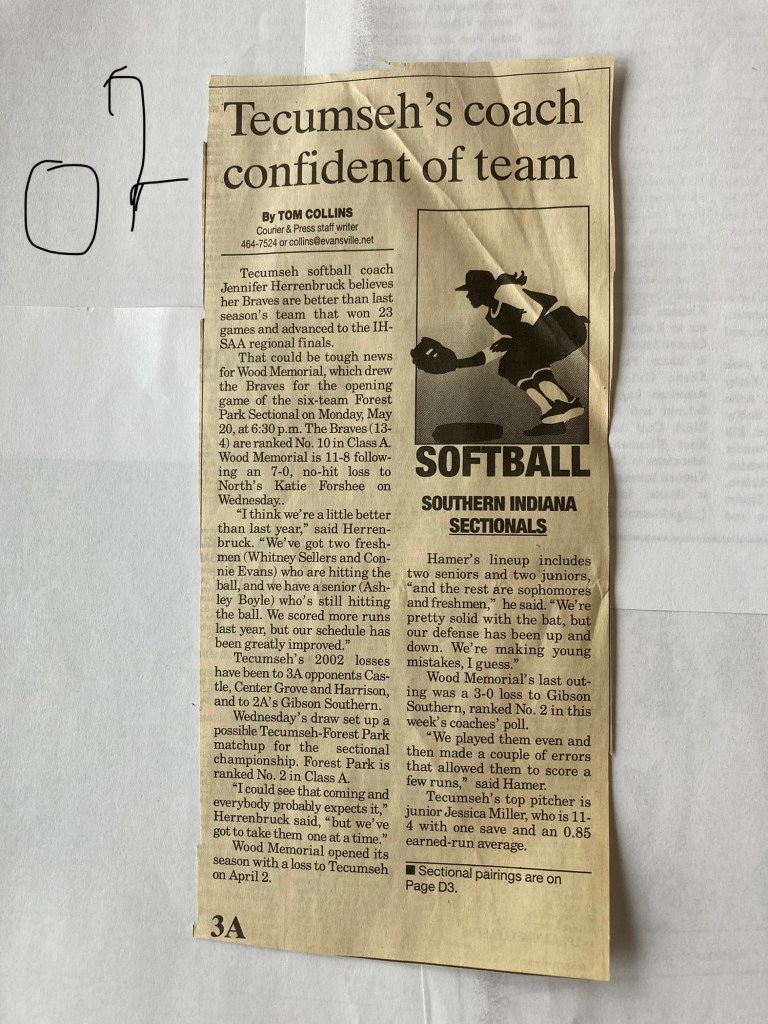 02
Tecumseh's coach
confident of team
By TOM COLLINS
Courier & Press staff writer
464-7524 or collins@evansville.net
Tecumseh softball coach
Jennifer Herrenbruck believes
her Braves are better than last
season's team that won 23
games and advanced to the IH-
SAA regional finals.
That could be tough news
for Wood Memorial, which drew
the Braves for the opening
game of the six-team Forest
Park Sectional on Monday, May
20, at 6:30 p.m. The Braves (13-
4) are ranked No. 10 in Class A.
Wood Memorial is 11-8 follow-
ing an 7-0, no-hit loss to
North's Katie Forshee on
Wednesday..
"I think we're a little better
than last year," said Herren-
bruck. "We've got two fresh-
men (Whitney Sellers and Con-
nie Evans) who are hitting the
ball, and we have a senior (Ash-
ley Boyle) who's still hitting
the ball. We scored more runs
last year, but our schedule has
been greatly improved."
Tecumseh's 2002 losses
have been to 3A opponents Cas-
tle, Center Grove and Harrison,
and to 2A's Gibson Southern.
Wednesday's draw set up a
possible Tecumseh-Forest Park
matchup for the sectional
championship. Forest Park is
ranked No. 2 in Class A.
"I could see that coming and
everybody probably expects it,"
Herrenbruck said, "but we've
got to take them one at a time."
Wood Memorial opened its
season with a loss to Tecumseh
on April 2.
SOFTBALL
SOUTHERN INDIANA
SECTIONALS
Hamer's lineup includes
two seniors and two juniors,
"and the rest are sophomores
and freshmen," he said. "We're
pretty solid with the bat, but
our defense has been up and
down. We're making young
mistakes, I guess."
Wood Memorial's last out-
ing was a 3-0 loss to Gibson
Southern, ranked No. 2 in this
week's coaches' poll.
"We played them even and
then made a couple of errors
that allowed them to score a
few runs," said Hamer.
Tecumseh's top pitcher is
junior Jessica Miller, who is 11-
4 with one save and an 0.85
earned-run average.
■ Sectional pairings are on
Page D3.
3A